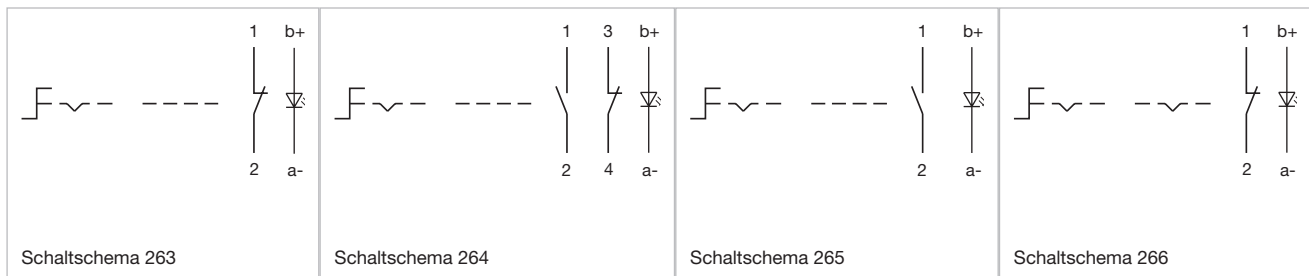 1 b+
2 a-
Schaltschema 263
1 3 b+
2 4 a-
Schaltschema 264
1 b+
2 a-
Schaltschema 265
1 b+
2 a-
Schaltschema 266